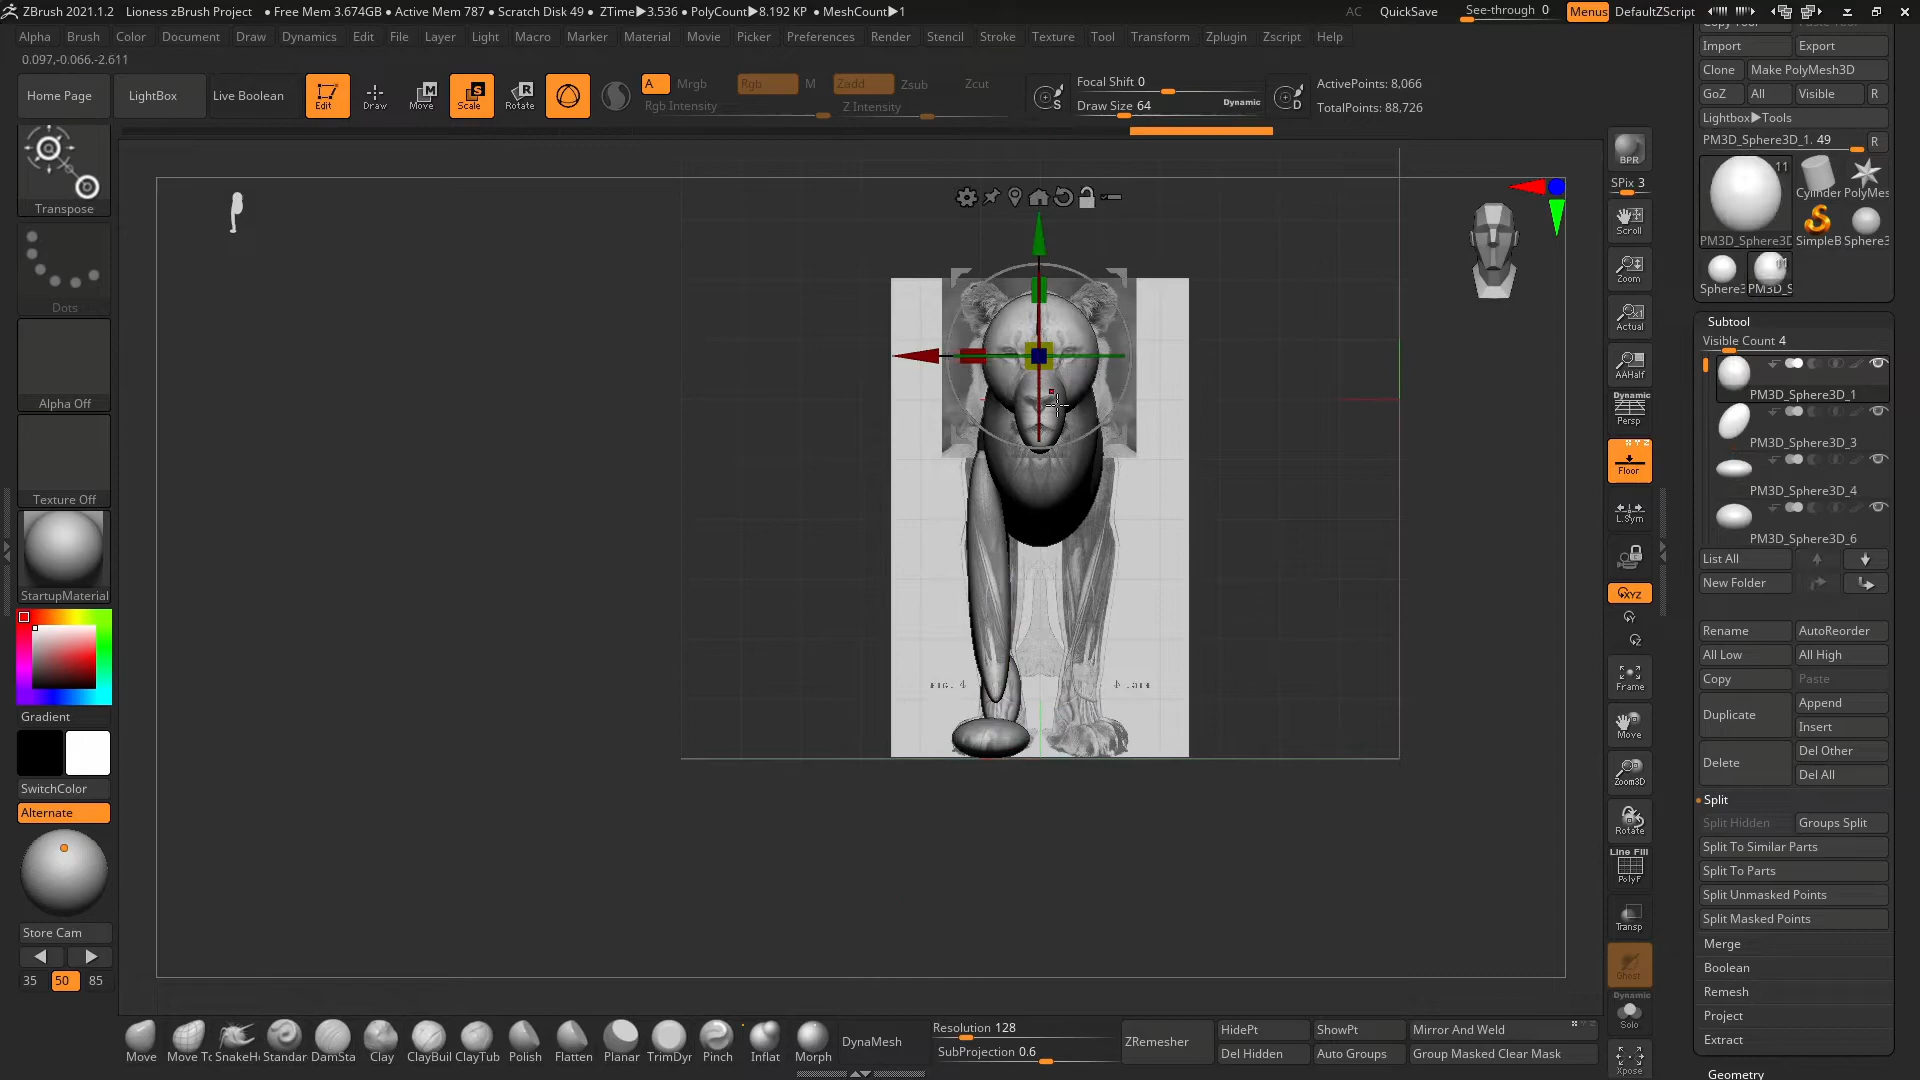 ZBrush 2021.1.2 Lioness zBrush Project • Free Mem 3.674GB • Active Mem 787 • Scratch Disk 49 • ZTime▶3.536 • PolyCount▶8.192 KP • MeshCount▶1 AC QuickSave See-through 0 Menus DefaultZScript
Alpha Brush Color Document Draw Dynamics Edit File Layer Light Macro Marker Material Movie Picker Preferences Render Stencil Stroke Texture Tool Transform Zplugin Zscript Help
0.097,-0.066,-2.611
Home Page LightBox Live Boolean Edit Draw Move Scale Rotate
A Mrgb Rgb M Zadd Zsub Zcut
Rgb Intensity Z Intensity
Focal Shift 0
Draw Size 64 Dynamic
ActivePoints: 8,066
TotalPoints: 88,726
Transpose
Dots
Alpha Off
Texture Off
StartupMaterial
Gradient
SwitchColor
Alternate
Store Cam
35 50 85
FIG. 4
BPR
SPix 3
Scroll
Zoom
Actual
AAHalf
Dynamic
Persp
X Y Z
Floor
L.Sym
XYZ
Frame
Move
Zoom3D
Rotate
Line Fill
PolyF
Transp
Ghost
Dynamic
Solo
Xpose
Copy Tool
Import Export
Clone Make PolyMesh3D
GoZ All Visible R
Lightbox▶Tools
PM3D_Sphere3D_1. 49 R
11
Cylinder PolyMes
PM3D_Sphere3D SimpleB Sphere3
11
Sphere3 PM3D_S
Subtool
Visible Count 4
PM3D_Sphere3D_1
PM3D_Sphere3D_3
PM3D_Sphere3D_4
PM3D_Sphere3D_6
List All
New Folder
Rename AutoReorder
All Low All High
Copy Paste
Duplicate Append
Insert
Delete Del Other
Del All
Split
Split Hidden Groups Split
Split To Similar Parts
Split To Parts
Split Unmasked Points
Split Masked Points
Merge
Boolean
Remesh
Project
Extract
Geometry
Move Move To SnakeH Standar DamSta Clay ClayBuil ClayTub Polish Flatten Planar TrimDyr Pinch Inflat Morph
DynaMesh
Resolution 128
SubProjection 0.6
ZRemesher
HidePt ShowPt Mirror And Weld
Del Hidden Auto Groups Group Masked Clear Mask